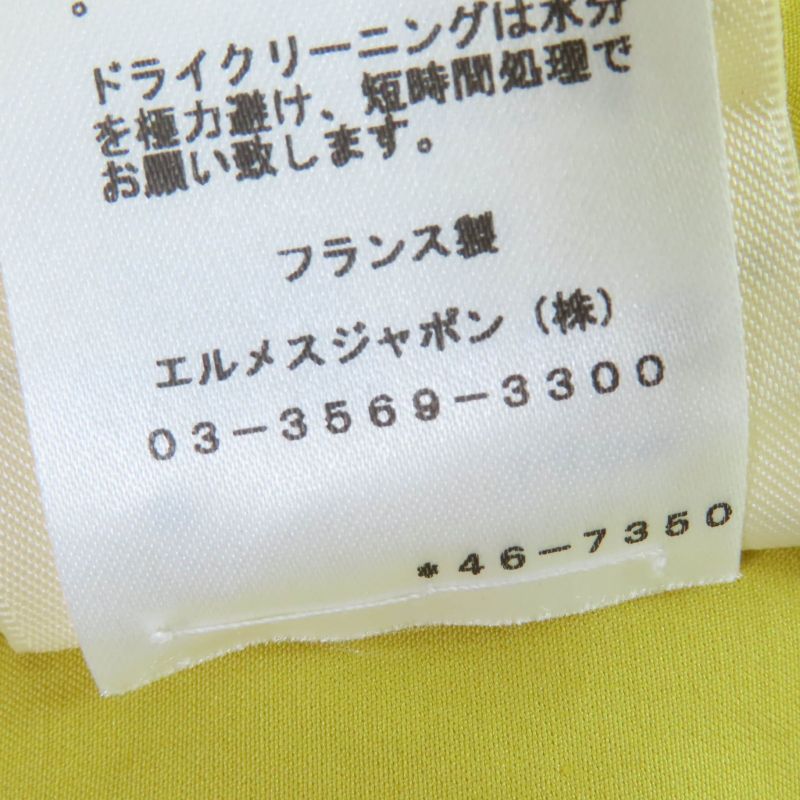 。
ドライクリーニングは水分
を極力避け、短時間処理で
お願い致します。
フランス製
エルメスジャポン（株）
03-3569-3300
*46-7350